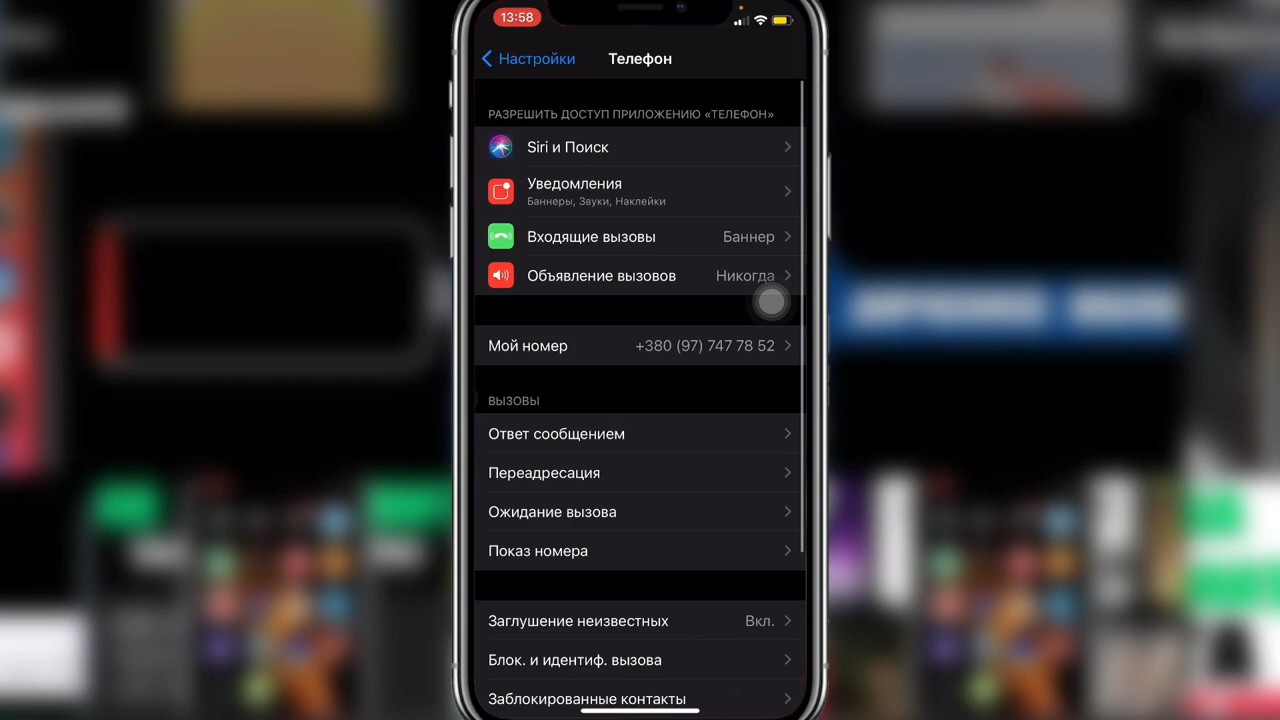 13:58
Настройки
Телефон
РАЗРЕШИТЬ ДОСТУП ПРИЛОЖЕНИЮ «ТЕЛЕФОН»
Siri и Поиск
Уведомления
Баннеры, Звуки, Наклейки
Входящие вызовы Баннер
Объявление вызовов Никогда
Мой номер +380 (97) 747 78 52
ВЫЗОВЫ
Ответ сообщением
Переадресация
Ожидание вызова
Показ номера
Заглушение неизвестных Вкл.
Блок. и идентиф. вызова
Заблокированные контакты